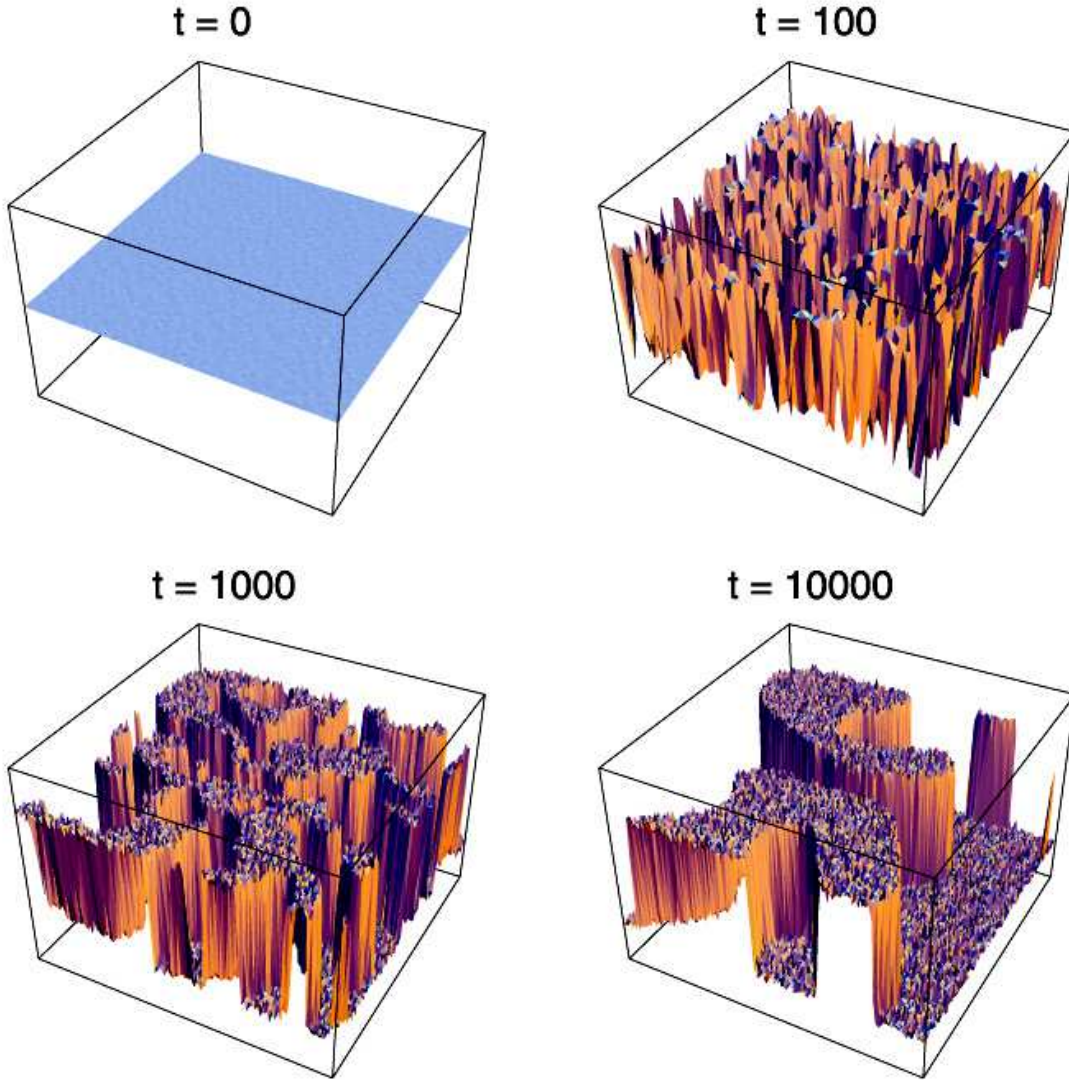 t = 0
t = 100
t = 1000
t = 10000